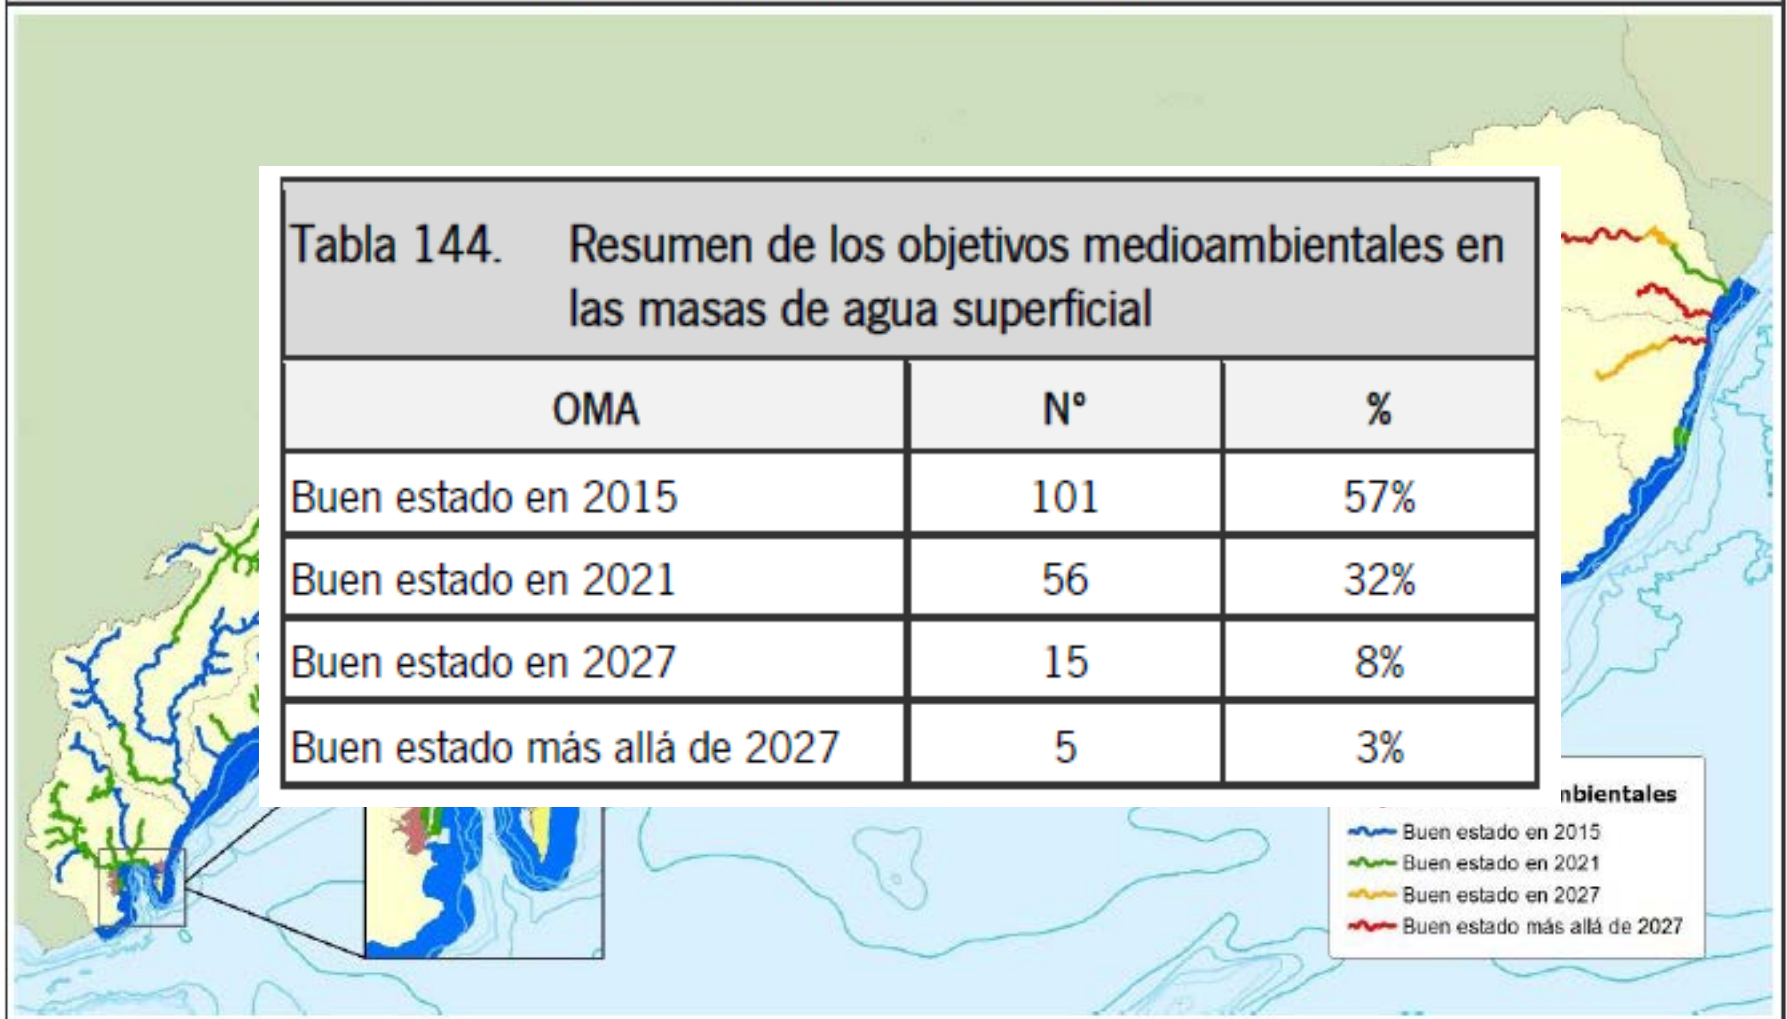 Tabla 144. Resumen de los objetivos medioambientales en
las masas de agua superficial
OMA N° %
Buen estado en 2015 101 57%
Buen estado en 2021 56 32%
Buen estado en 2027 15 8%
Buen estado más allá de 2027 5 3%
Buen estado en 2015
Buen estado en 2021
Buen estado en 2027
Buen estado más allá de 2027